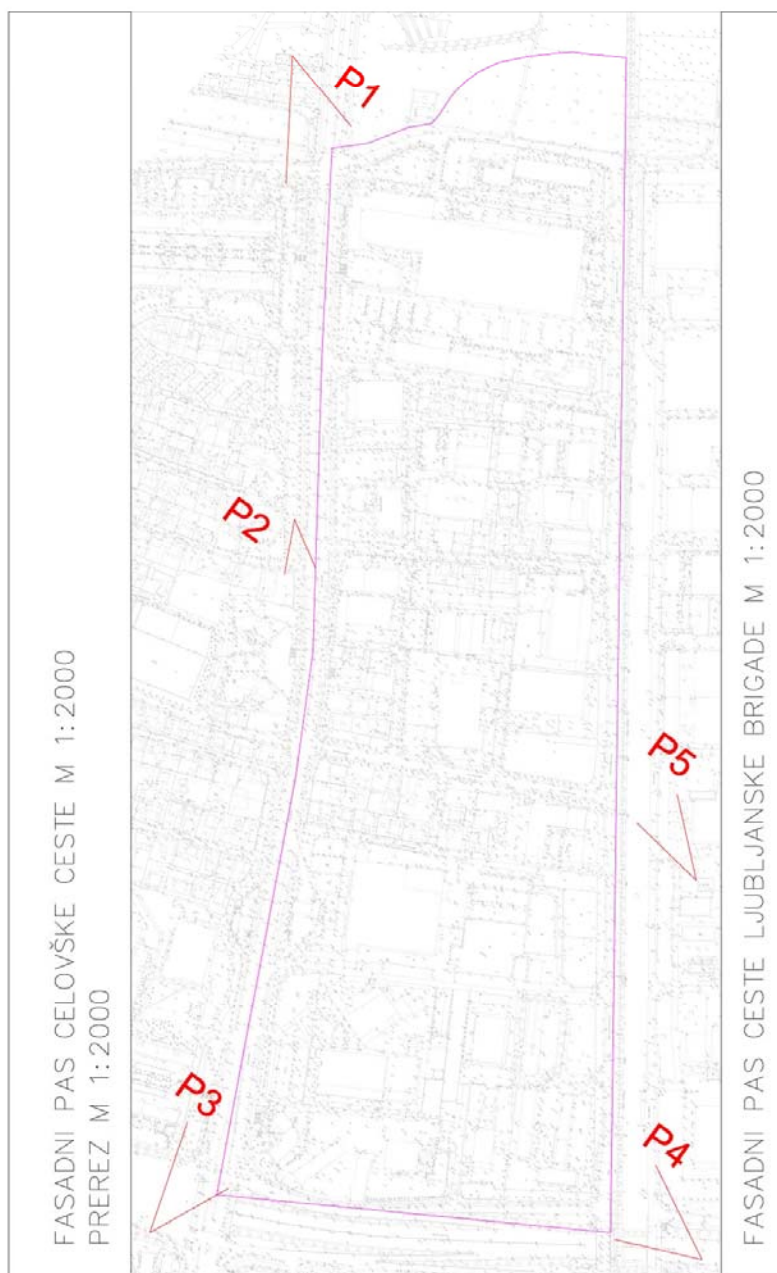 P1
P2
P5
P3
P4
FASADNI PAS CELOVŠKE CESTE M 1:2000
PREREZ M 1:2000
FASADNI PAS CESTE LJUBLJANSKE BRIGADE M 1:2000